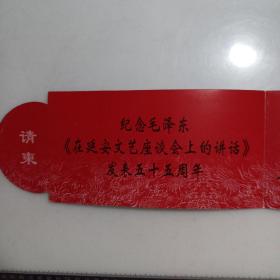 请柬
纪念毛泽东
《在延安文艺座谈会上的讲话》
发表五十五周年